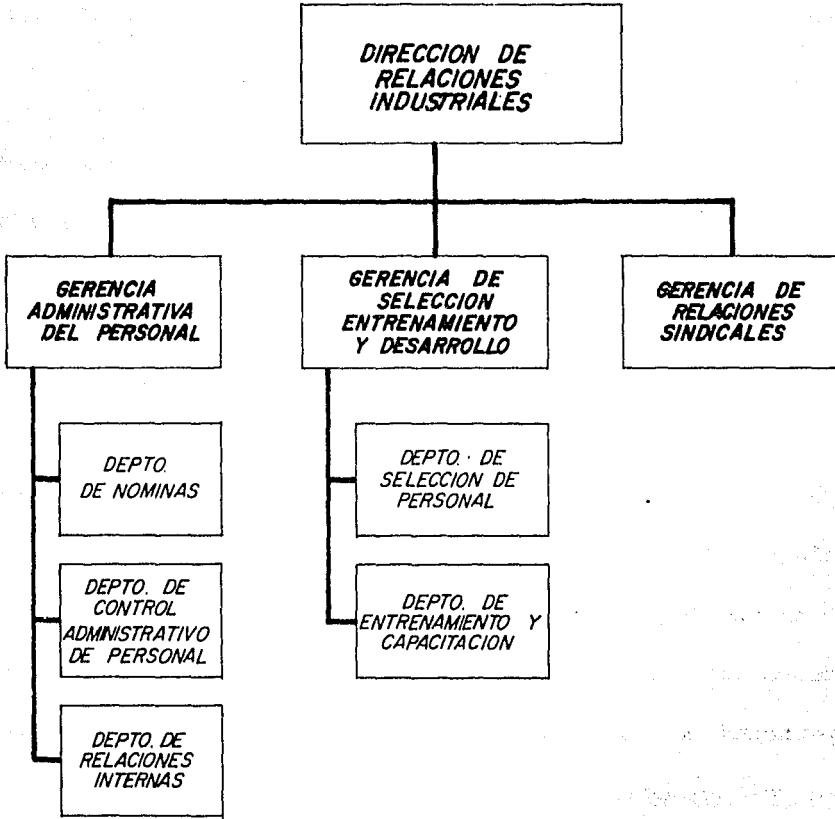 DIRECCION DE
RELACIONES
INDUSTRIALES
GERENCIA
ADMINISTRATIVA
DEL PERSONAL
GERENCIA DE
SELECCION
ENTRENAMIENTO
Y DESARROLLO
GERENCIA DE
RELACIONES
SINDICALES
DEPTO.
DE NOMINAS
DEPTO. DE
CONTROL
ADMINISTRATIVO
DE PERSONAL
DEPTO. DE
RELACIONES
INTERNAS
DEPTO. DE
SELECCION DE
PERSONAL
DEPTO. DE
ENTRENAMIENTO Y
CAPACITACION